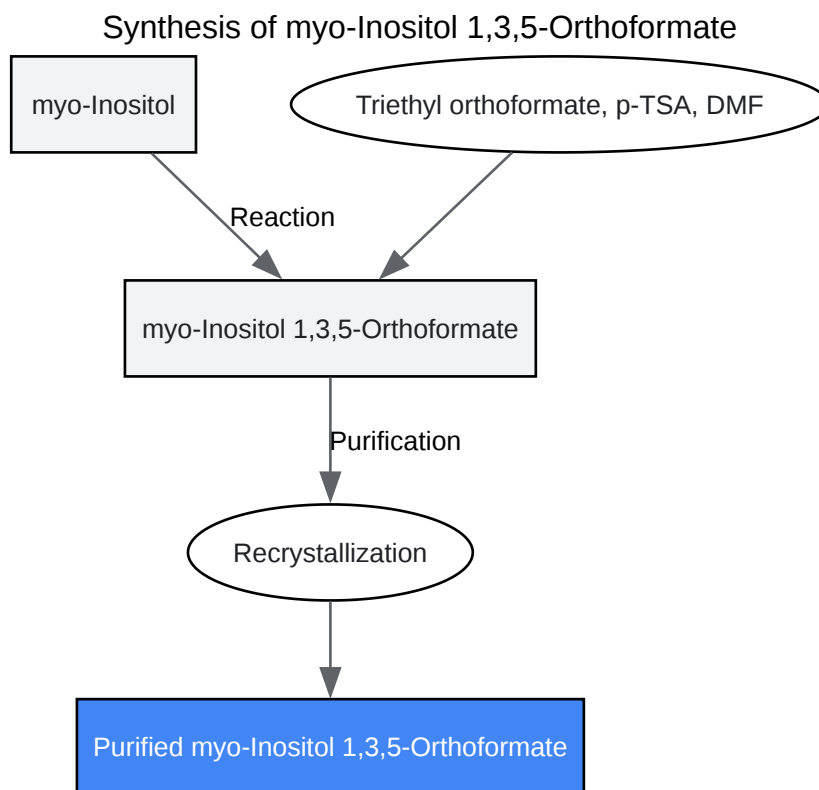 Synthesis of myo-Inositol 1,3,5-Orthoformate
myo-Inositol
Triethyl orthoformate, p-TSA, DMF
Reaction
myo-Inositol 1,3,5-Orthoformate
Purification
Recrystallization
Purified myo-Inositol 1,3,5-Orthoformate